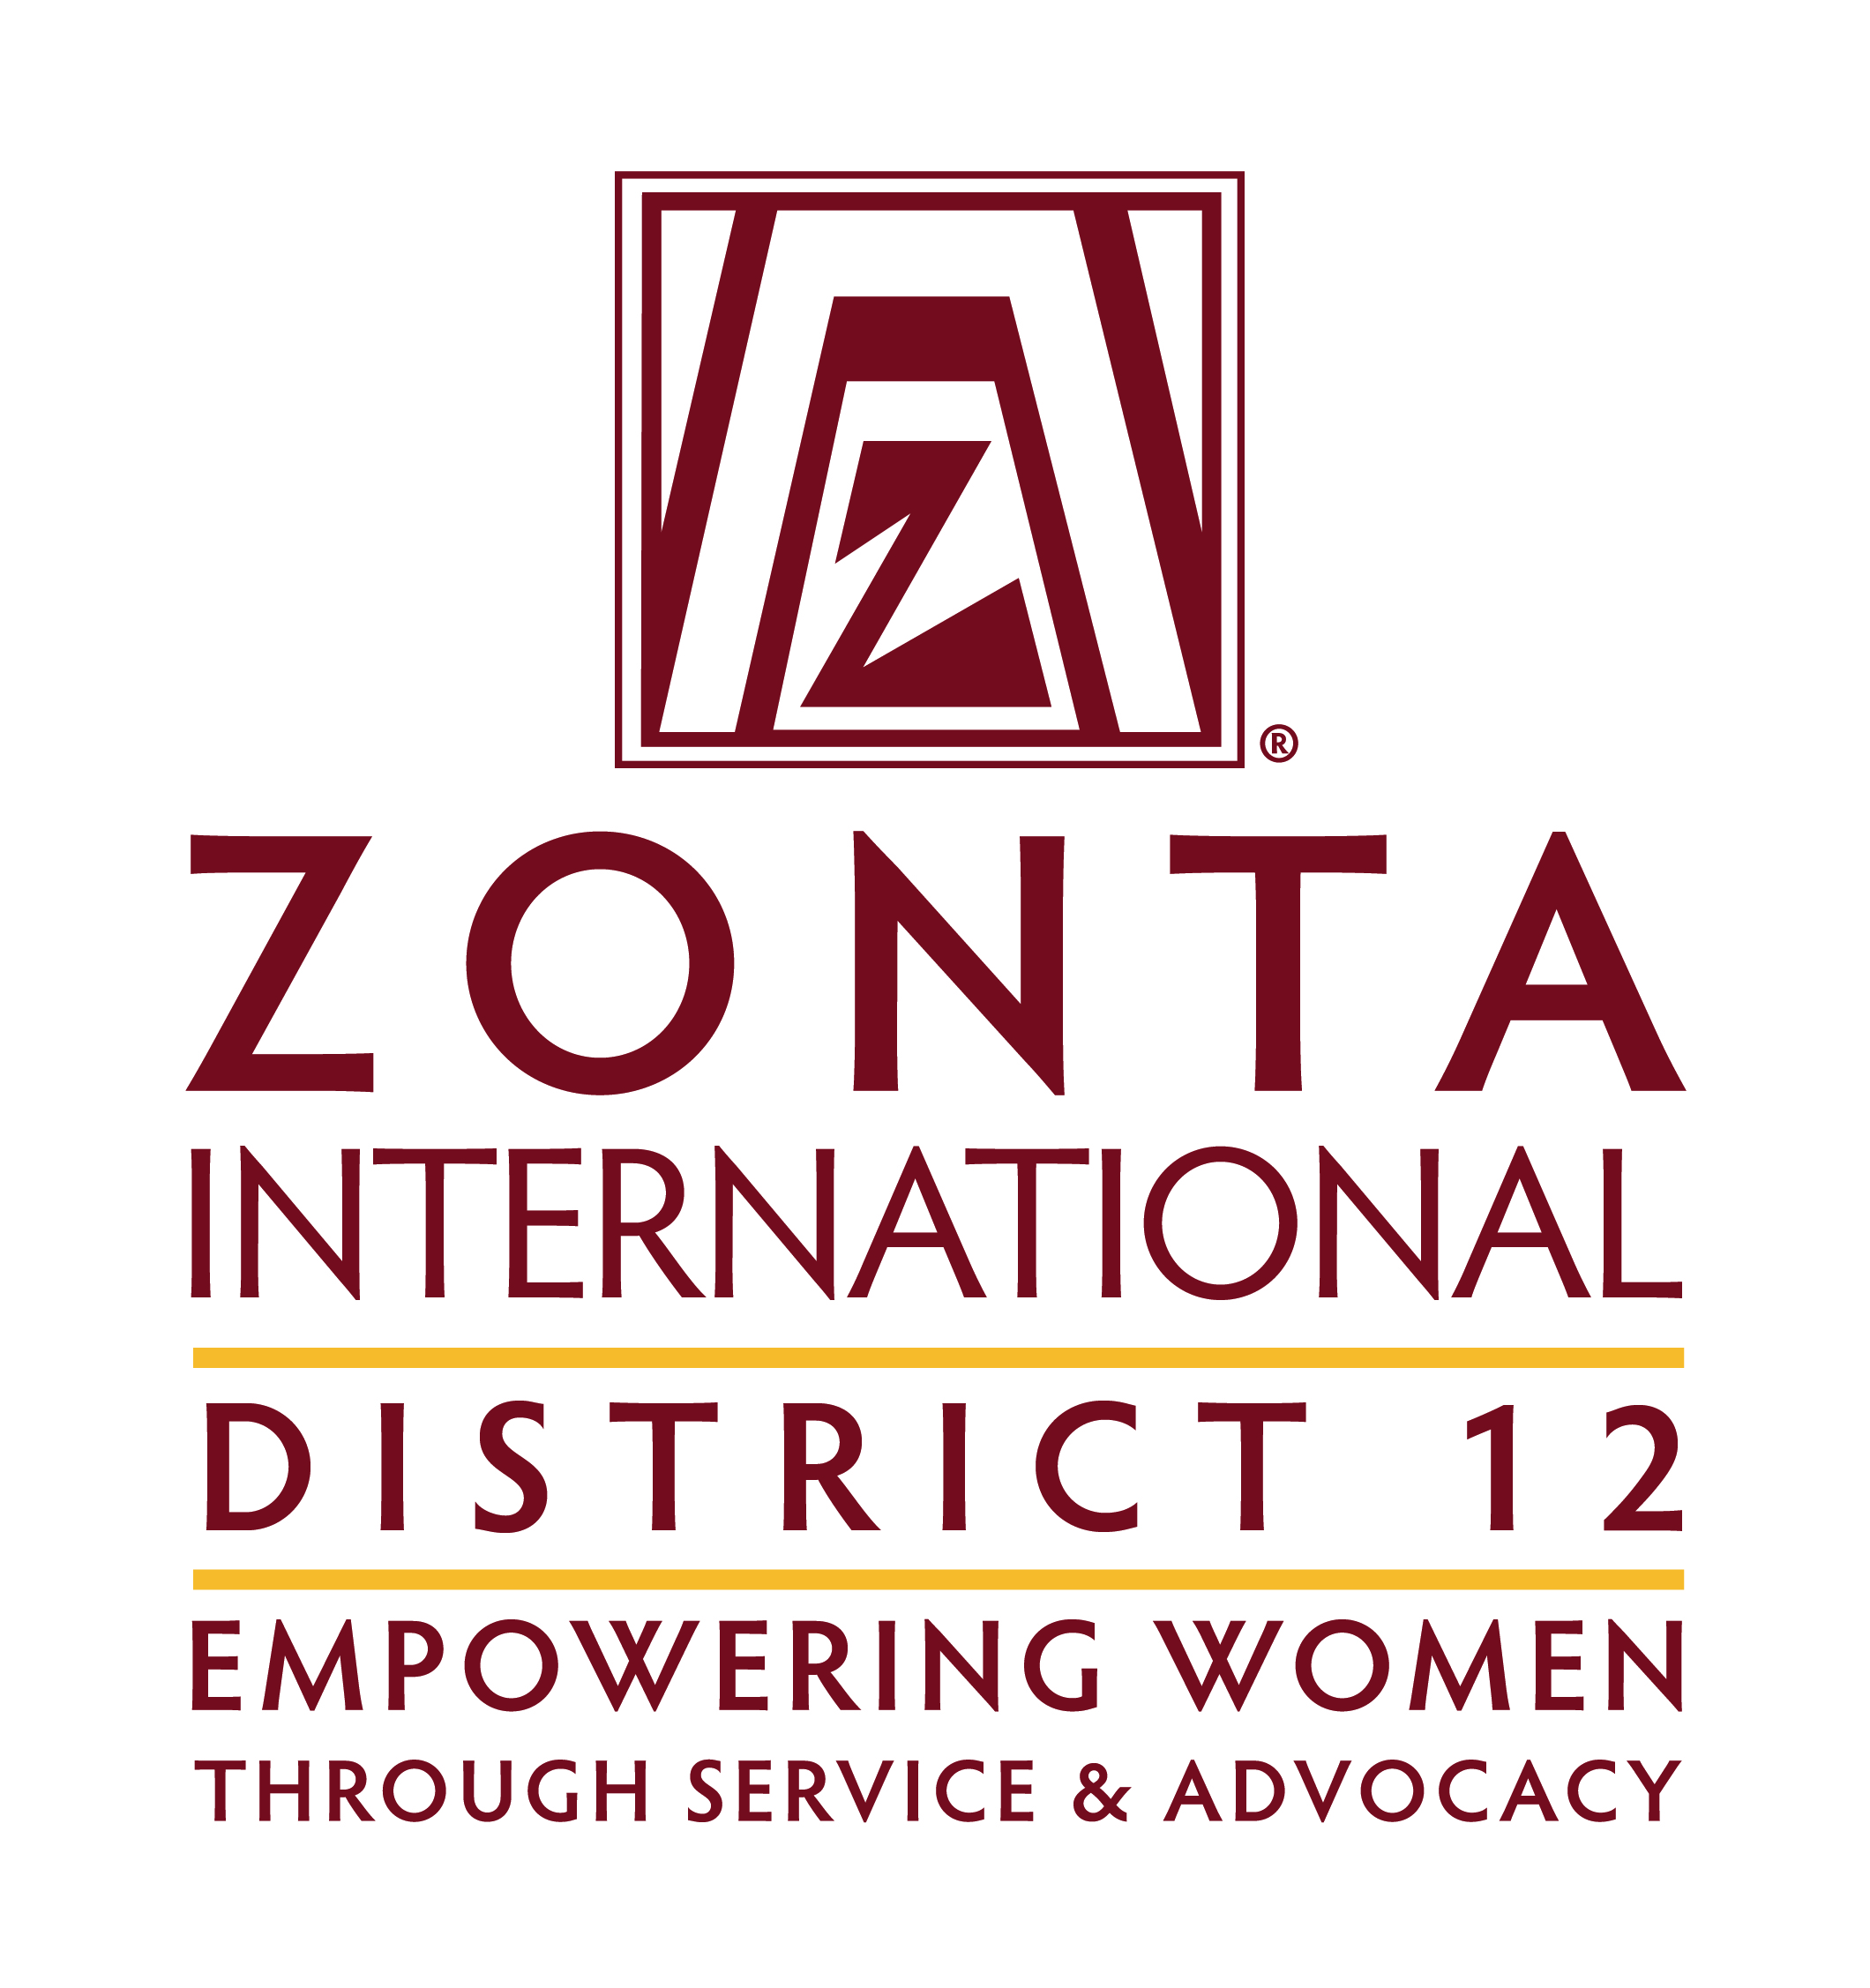 ®
ZONTA
INTERNATIONAL
DISTRICT 12
EMPOWERING WOMEN
THROUGH SERVICE & ADVOCACY